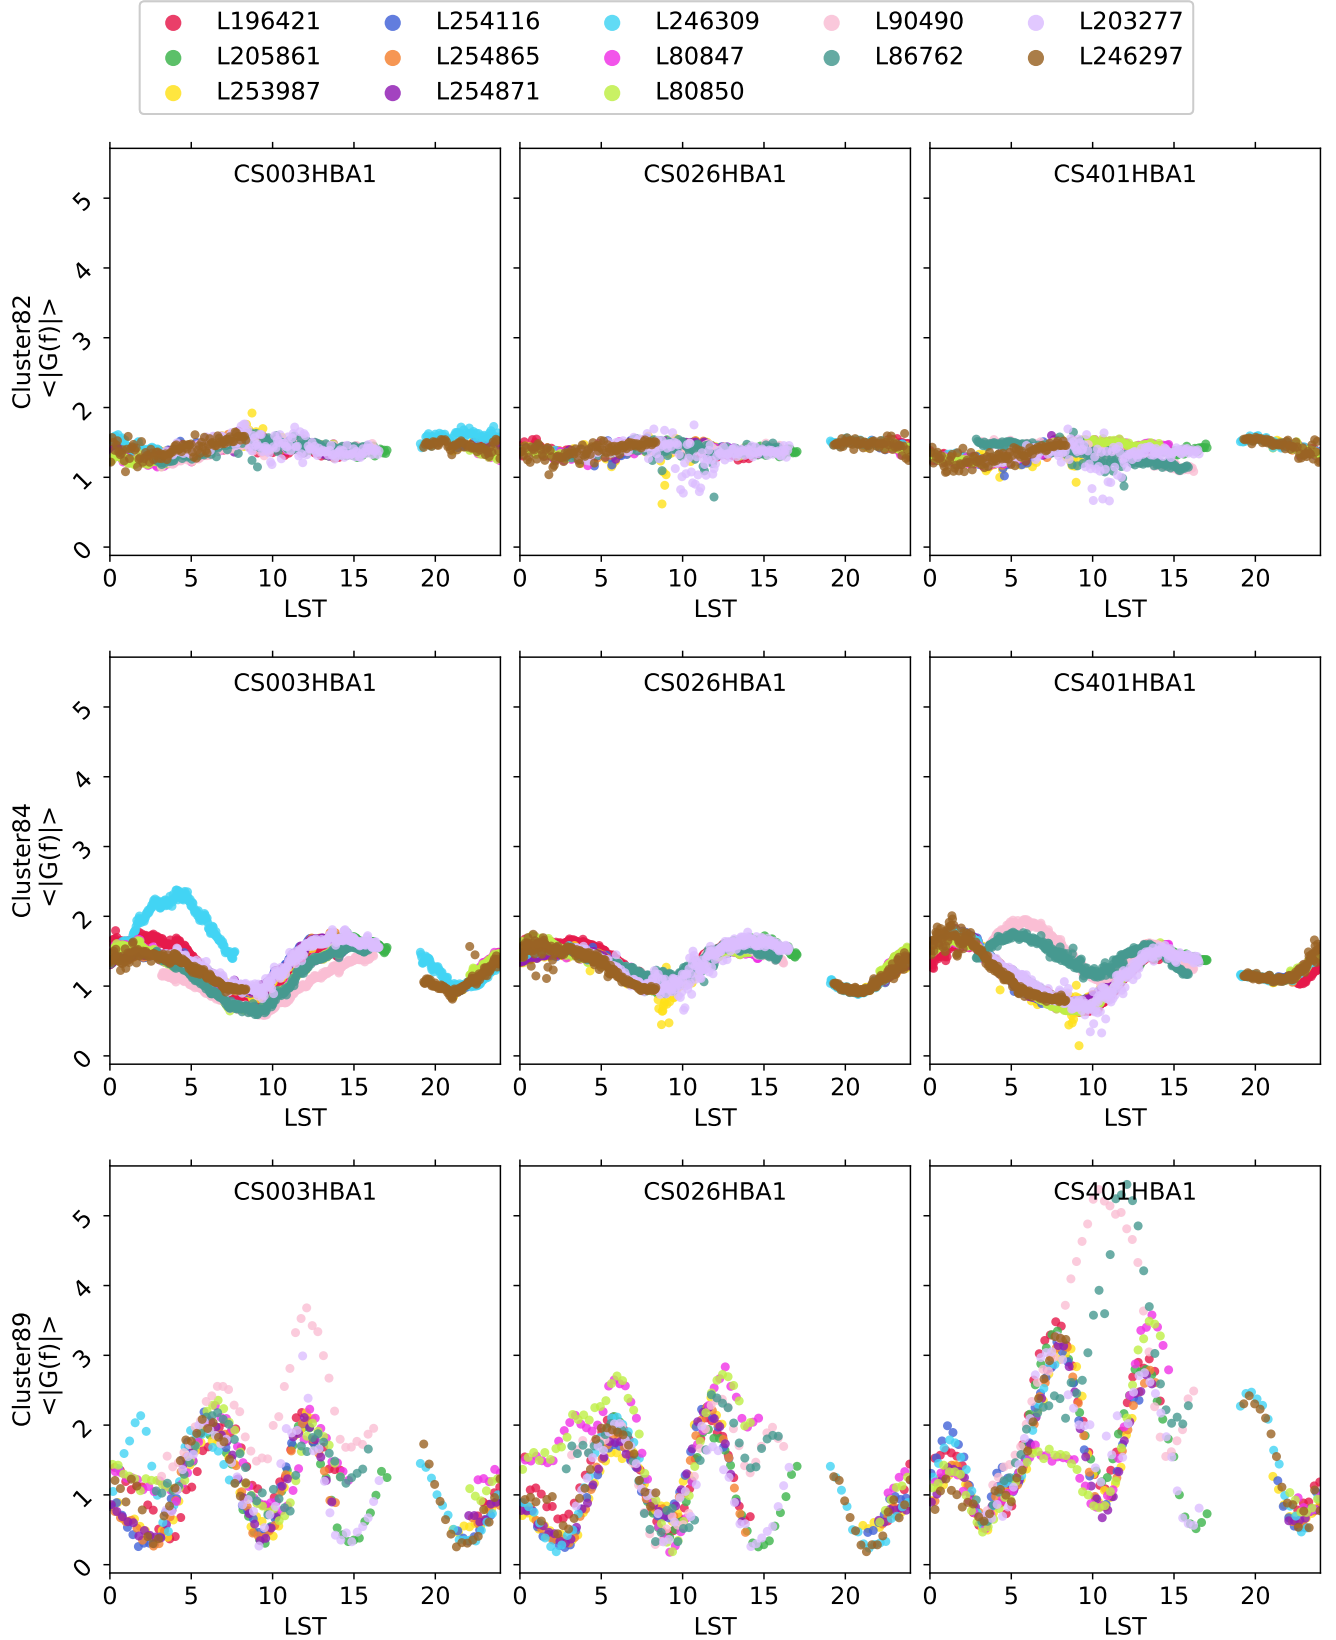 L196421 L254116 L246309 L90490 L203277
L205861 L254865 L80847 L86762 L246297
L253987 L254871 L80850
CS003HBA1 CS026HBA1 CS401HBA1
5
4
3
2
1
0
Cluster82
<|G(f)|>
0 5 10 15 20 0 5 10 15 20 0 5 10 15 20
LST LST LST
CS003HBA1 CS026HBA1 CS401HBA1
5
4
3
2
1
0
Cluster84
<|G(f)|>
0 5 10 15 20 0 5 10 15 20 0 5 10 15 20
LST LST LST
CS003HBA1 CS026HBA1 CS401HBA1
5
4
3
2
1
0
Cluster89
<|G(f)|>
0 5 10 15 20 0 5 10 15 20 0 5 10 15 20
LST LST LST